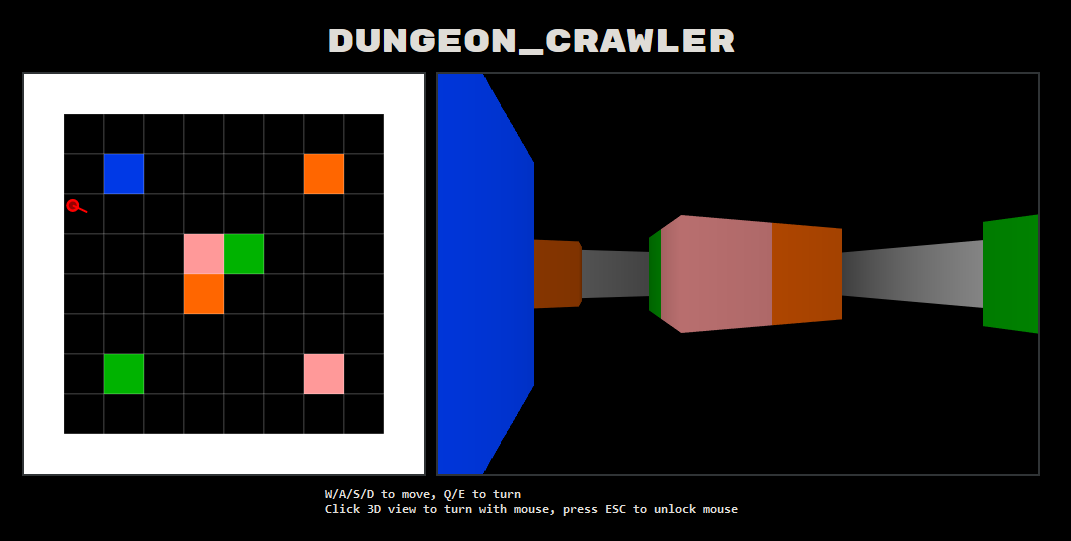 DUNGEON_CRAWLER
W/A/S/D to move, Q/E to turn
Click 3D view to turn with mouse, press ESC to unlock mouse